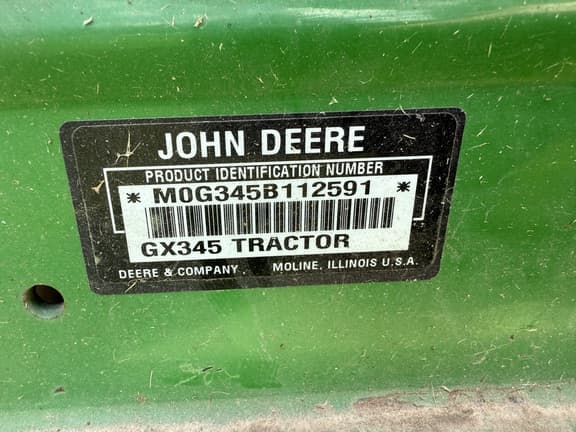 JOHN DEERE
PRODUCT IDENTIFICATION NUMBER
* M0G345B112591 *
GX345 TRACTOR
DEERE & COMPANY MOLINE, ILLINOIS U.S.A.